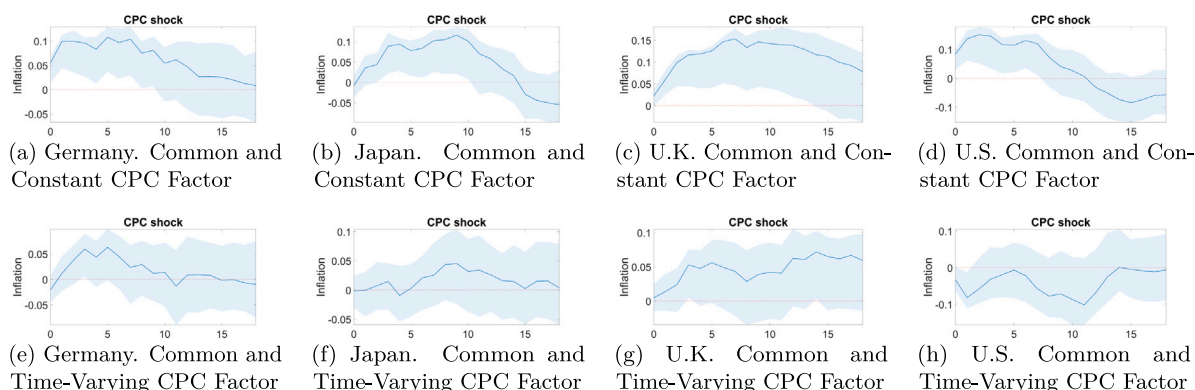 CPC shock
CPC shock
CPC shock
CPC shock
Inflation
0.1
0.05
0
-0.05
0 5 10 15
Inflation
0.1
0.05
0
-0.05
0 5 10 15
Inflation
0.15
0.1
0.05
0
0 5 10 15
Inflation
0.1
0
-0.1
0 5 10 15
(a) Germany. Common and
Constant CPC Factor
(b) Japan. Common and
Constant CPC Factor
(c) U.K. Common and Con-
stant CPC Factor
(d) U.S. Common and Con-
stant CPC Factor
CPC shock
CPC shock
CPC shock
CPC shock
Inflation
0.05
0
-0.05
0 5 10 15
Inflation
0.1
0.05
0
-0.05
0 5 10 15
Inflation
0.1
0.05
0
0 5 10 15
Inflation
0.1
0
-0.1
0 5 10 15
(e) Germany. Common and
Time-Varying CPC Factor
(f) Japan. Common and
Time-Varying CPC Factor
(g) U.K. Common and
Time-Varying CPC Factor
(h) U.S. Common and
Time-Varying CPC Factor